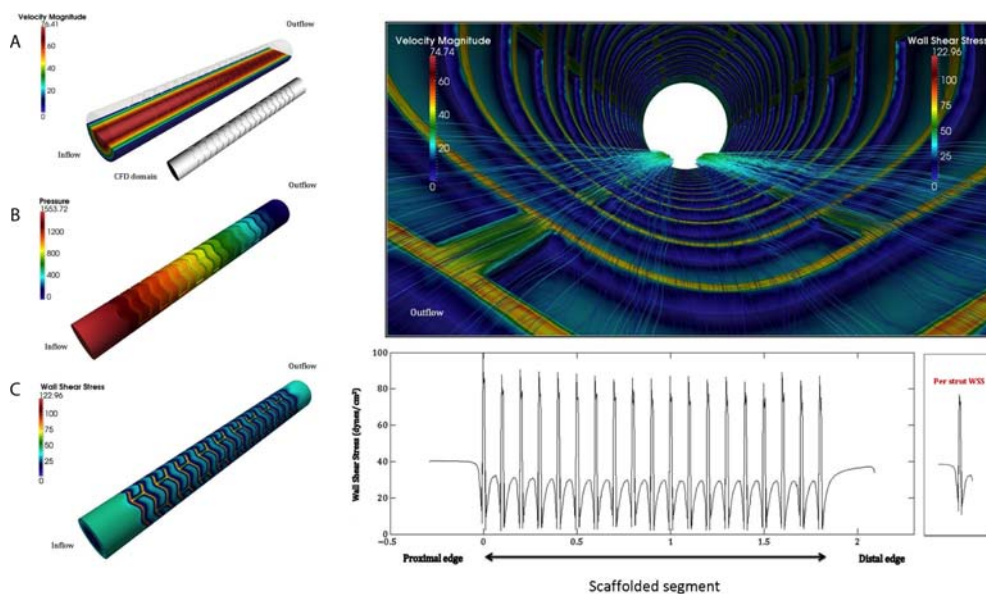 A
Velocity Magnitude
76.41
60
40
20
0
Outflow
Inflow
CFD domain
B
Pressure
1553.72
1200
800
400
0
Outflow
Inflow
C
Wall Shear Stress
122.96
100
75
50
25
0
Outflow
Inflow
Velocity Magnitude
74.74
60
40
20
0
Wall Shear Stress
122.96
100
75
50
25
0
Outflow
Wall Shear Stress (dynes/cm²)
100
80
60
40
20
0
−0.5
0
0.5
1
1.5
2
Per strut WSS
Proximal edge
Distal edge
Scaffolded segment